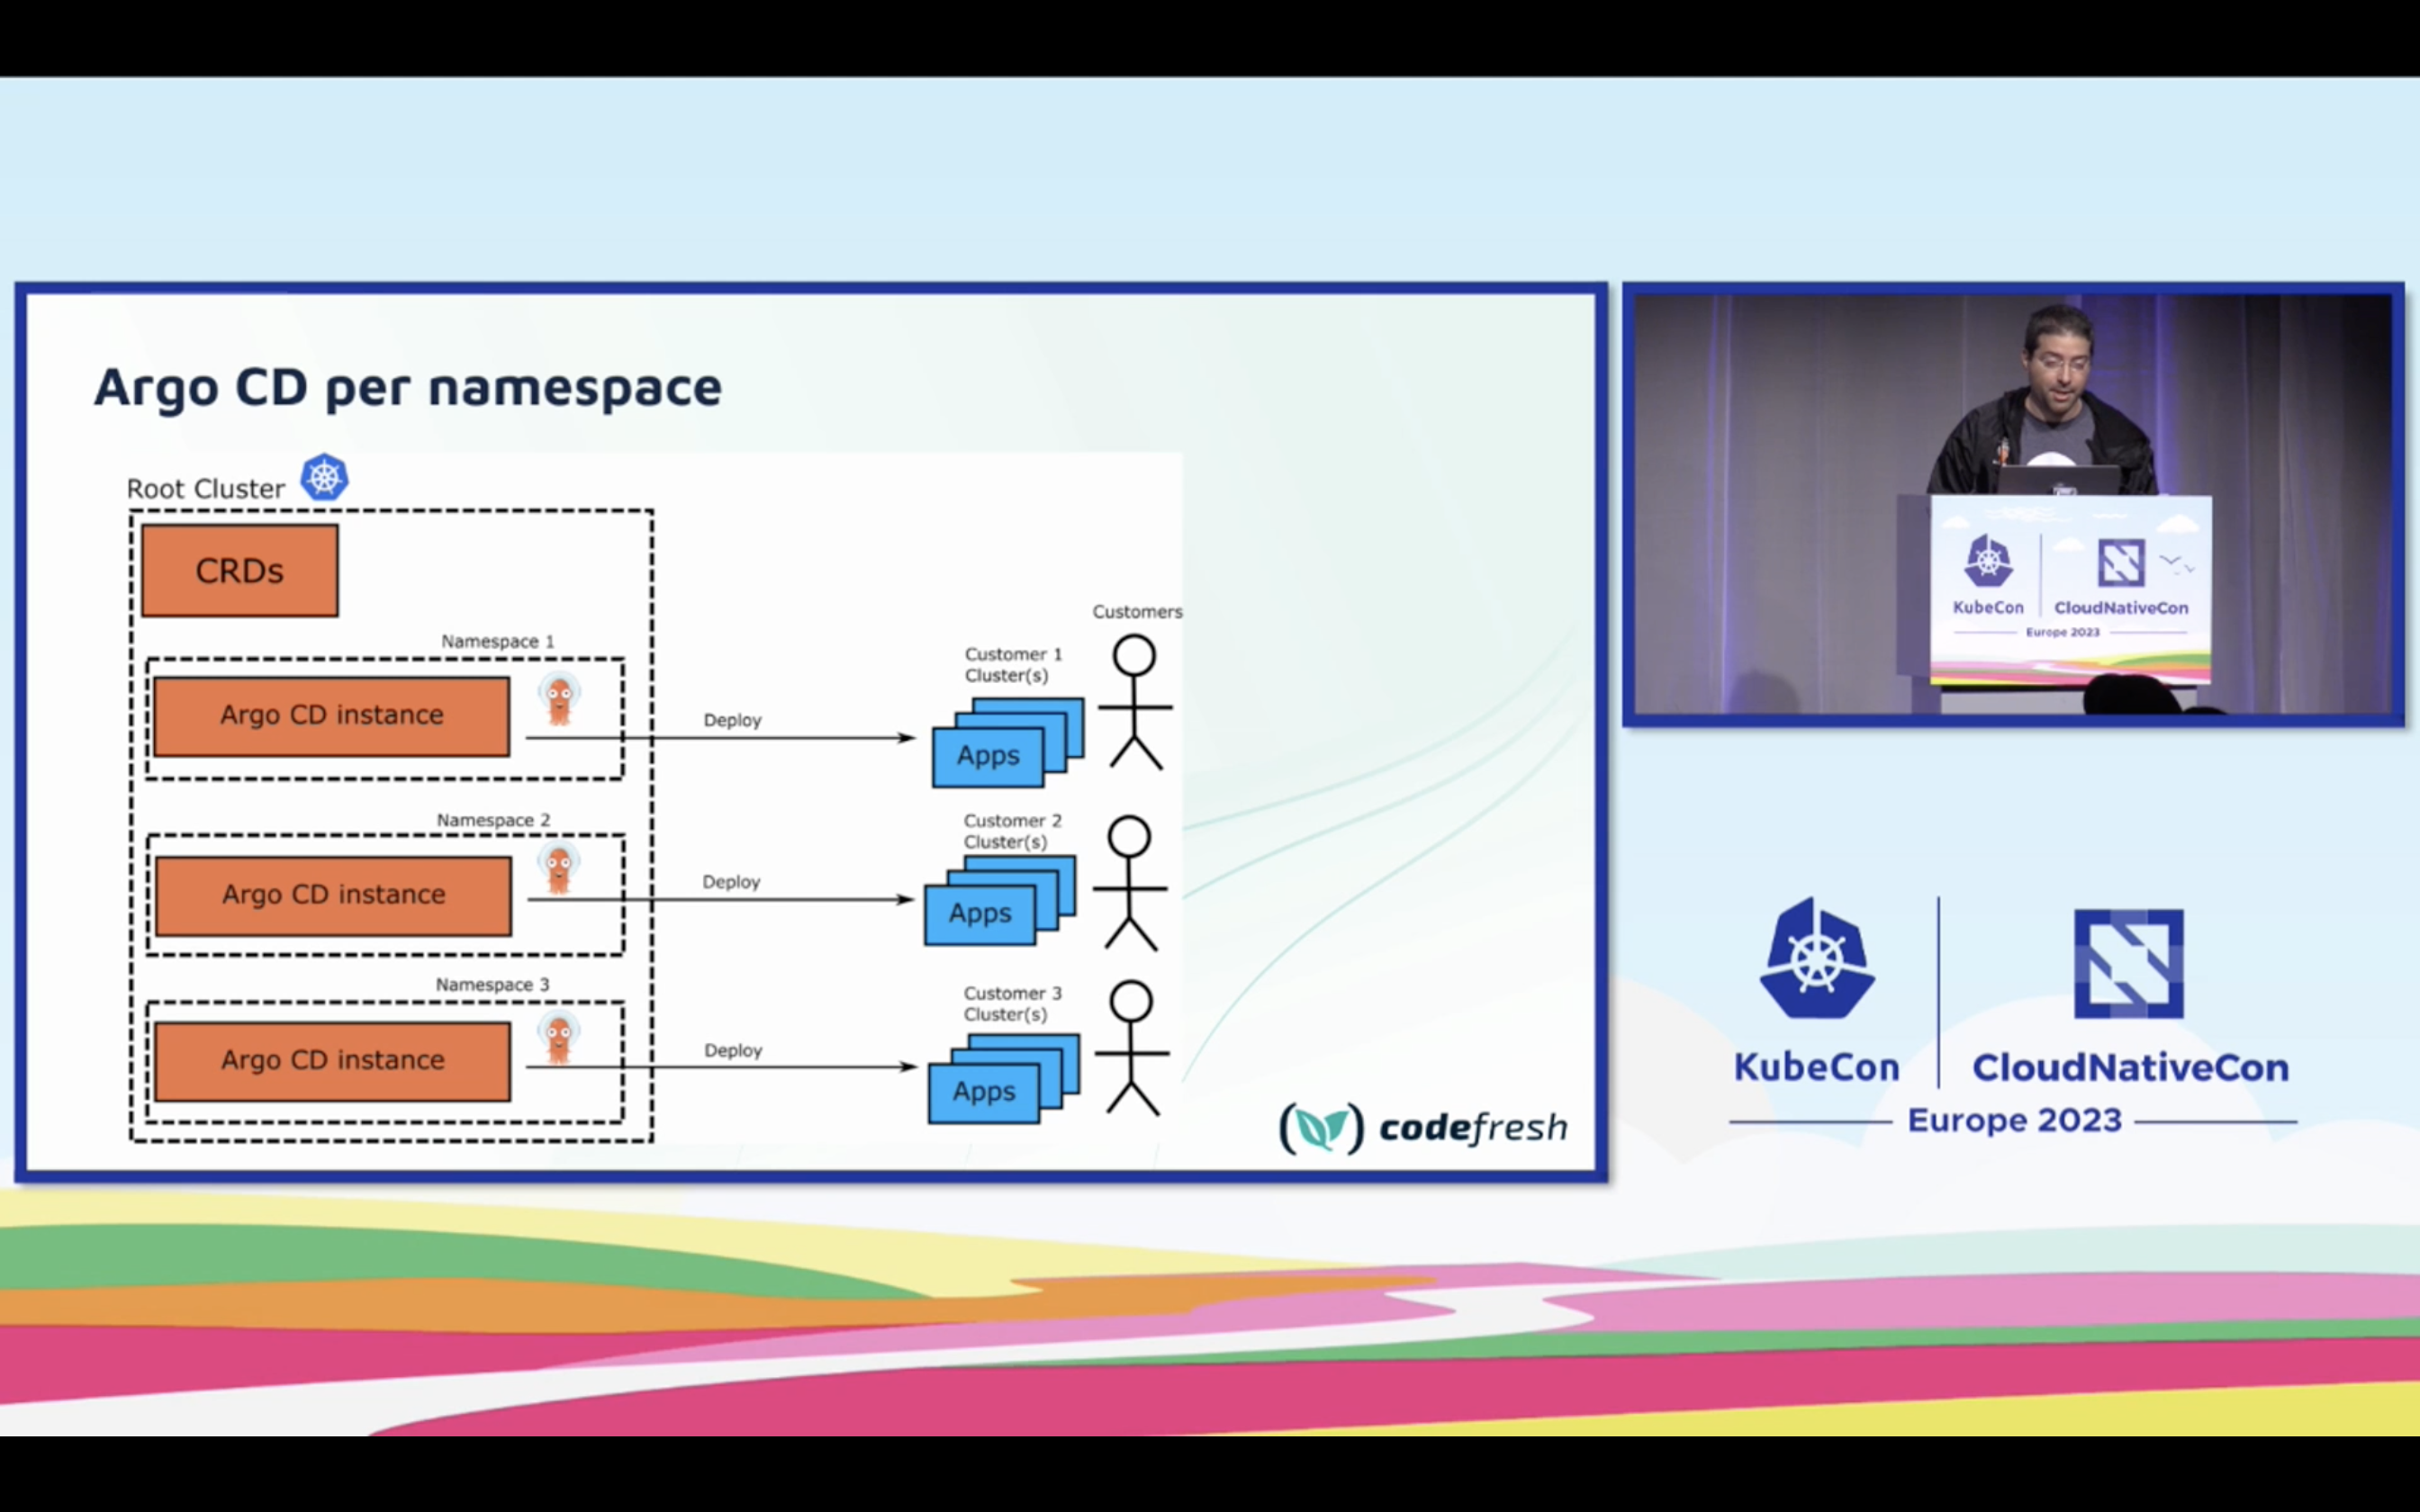 Argo CD per namespace
Root Cluster
CRDs
Customers
Namespace 1
Argo CD instance
Deploy
Customer 1
Cluster(s)
Apps
Namespace 2
Argo CD instance
Deploy
Customer 2
Cluster(s)
Apps
Namespace 3
Argo CD instance
Deploy
Customer 3
Cluster(s)
Apps
codefresh
KubeCon
CloudNativeCon
Europe 2023
KubeCon
CloudNativeCon
Europe 2023